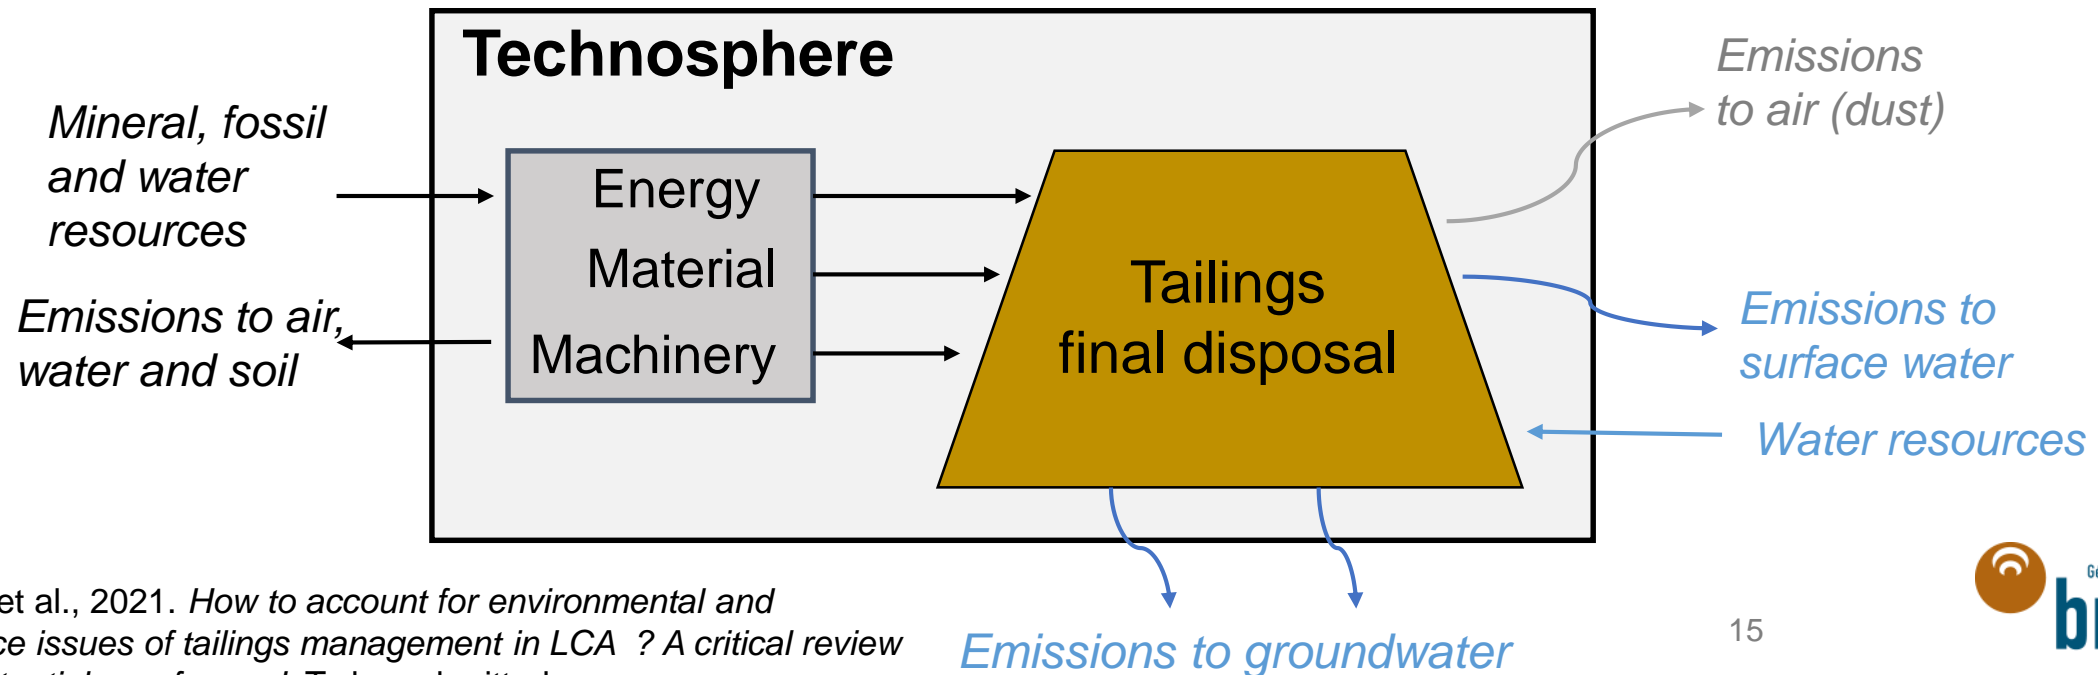 Technosphere
Mineral, fossil
and water
resources
Emissions to air,
water and soil
Energy
Material
Machinery
Tailings
final disposal
Emissions
to air (dust)
Emissions to
surface water
Water resources
Emissions to groundwater
et al., 2021. How to account for environmental and
issues of tailings management in LCA ? A critical review
15